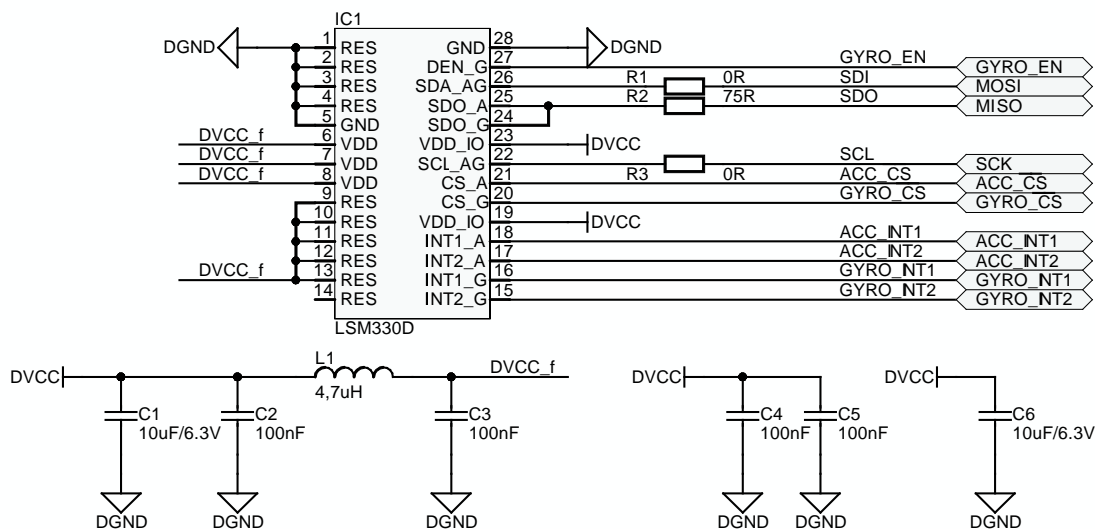 IC1
DGND 1 RES GND 28 DGND
2 RES DEN_G 27 GYRO_EN GYRO_EN
3 RES SDA_AG 26 R1 0R SDI MOSI
4 RES SDO_A 25 R2 75R SDO MISO
5 GND SDO_G 24
DVCC_f 6 VDD VDD_IO 23 DVCC
DVCC_f 7 VDD SCL_AG 22 SCL SCK
DVCC_f 8 VDD CS_A 21 R3 0R ACC_CS ACC_CS
9 RES CS_G 20 GYRO_CS GYRO_CS
10 RES VDD_IO 19 DVCC
11 RES INT1_A 18 ACC_INT1 ACC_INT1
12 RES INT2_A 17 ACC_INT2 ACC_INT2
DVCC_f 13 RES INT1_G 16 GYRO_INT1 GYRO_INT1
14 RES INT2_G 15 GYRO_INT2 GYRO_INT2
LSM330D
DVCC L1 DVCC_f DVCC DVCC
4,7uH
C1 C2 C3 C4 C5 C6
10uF/6.3V 100nF 100nF 100nF 100nF 10uF/6.3V
DGND DGND DGND DGND DGND DGND